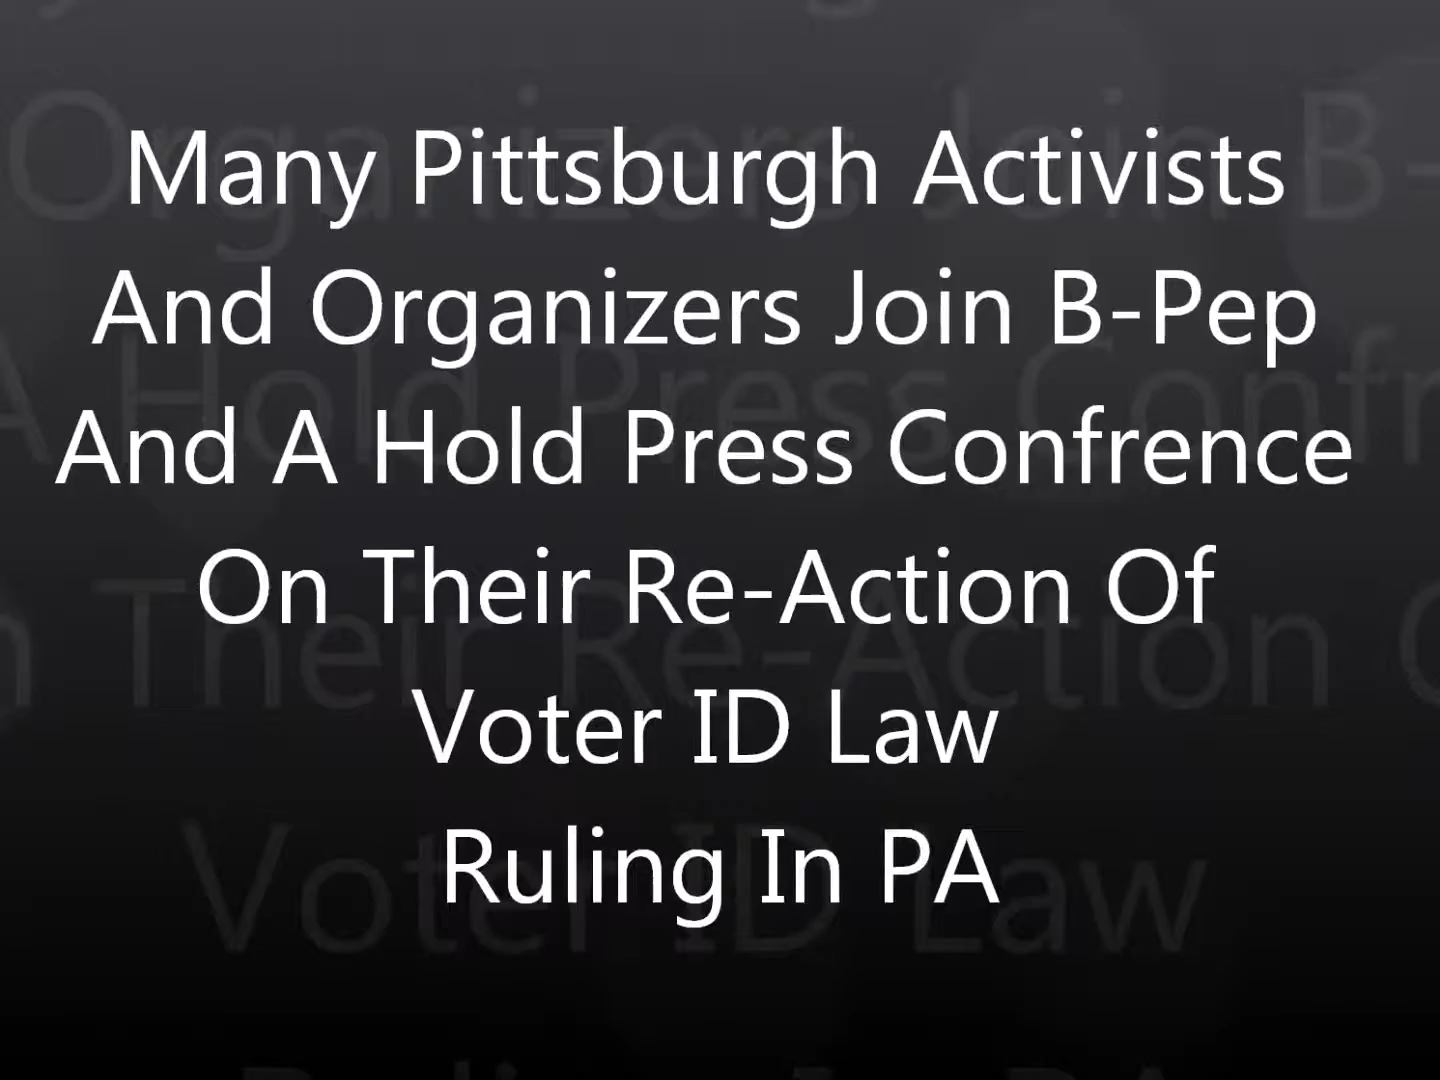 Many Pittsburgh Activists
And Organizers Join B-Pep
And A Hold Press Confrence
On Their Re-Action Of
Voter ID Law
Ruling In PA